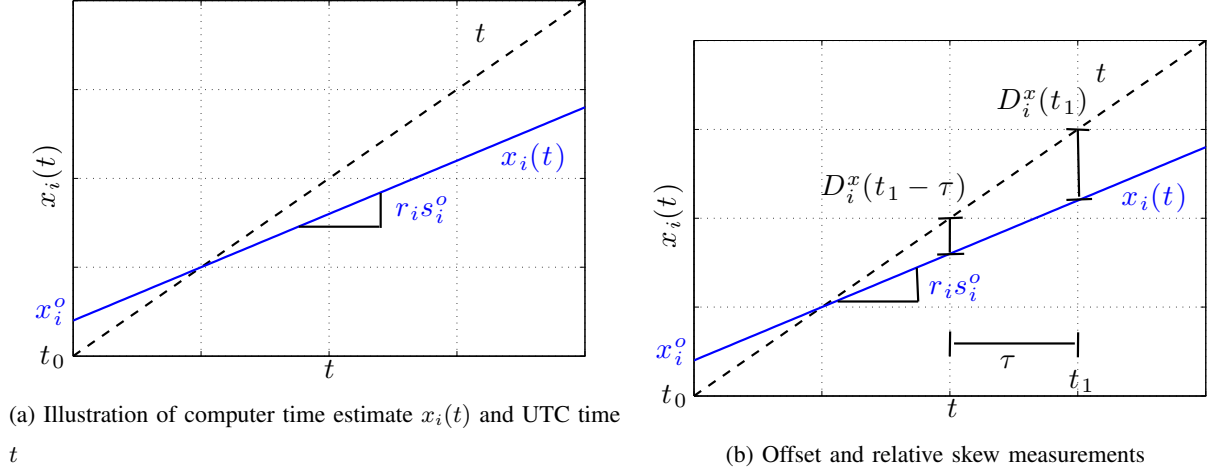 t
x_i(t)
x_i(t)
r_i s_i^o
x_i^o
t_0
t
(a) Illustration of computer time estimate x_i(t) and UTC time
t
t
D_i^x(t_1)
D_i^x(t_1 − τ)
x_i(t)
x_i(t)
r_i s_i^o
x_i^o
τ
t_0
t_1
t
(b) Offset and relative skew measurements